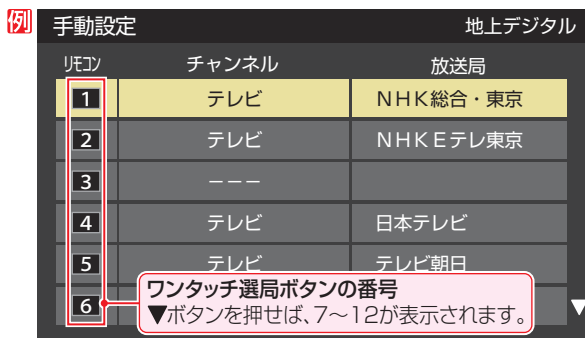 例
手動設定 地上デジタル
リモコン チャンネル 放送局
1 テレビ ＮＨＫ総合・東京
2 テレビ ＮＨＫＥテレ東京
3 −−−
4 テレビ 日本テレビ
5 テレビ テレビ朝日
6
ワンタッチ選局ボタンの番号
▼ボタンを押せば、7〜12が表示されます。
▼